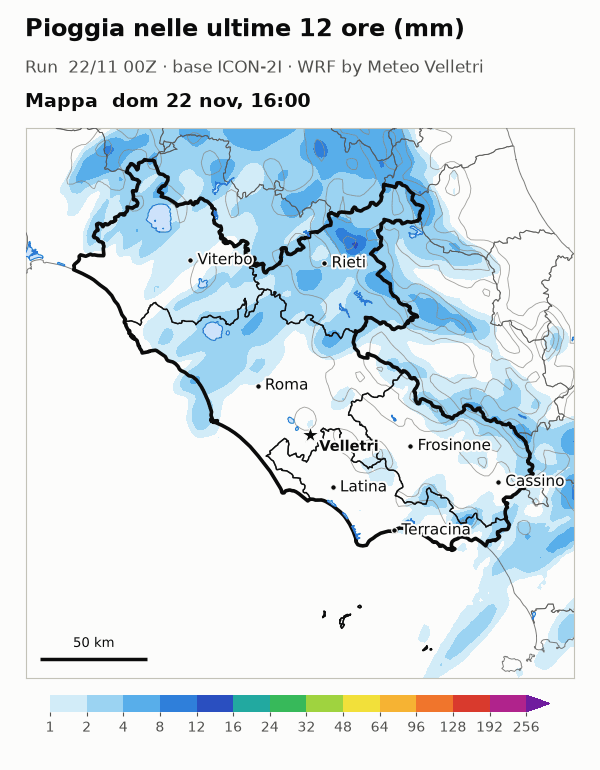 Pioggia nelle ultime 12 ore (mm)
Run 22/11 00Z · base ICON-2I · WRF by Meteo Velletri
Mappa dom 22 nov, 16:00
Viterbo
Rieti
Roma
Velletri
Frosinone
Latina
Cassino
Terracina
50 km
1 2 4 8 12 16 24 32 48 64 96 128 192 256